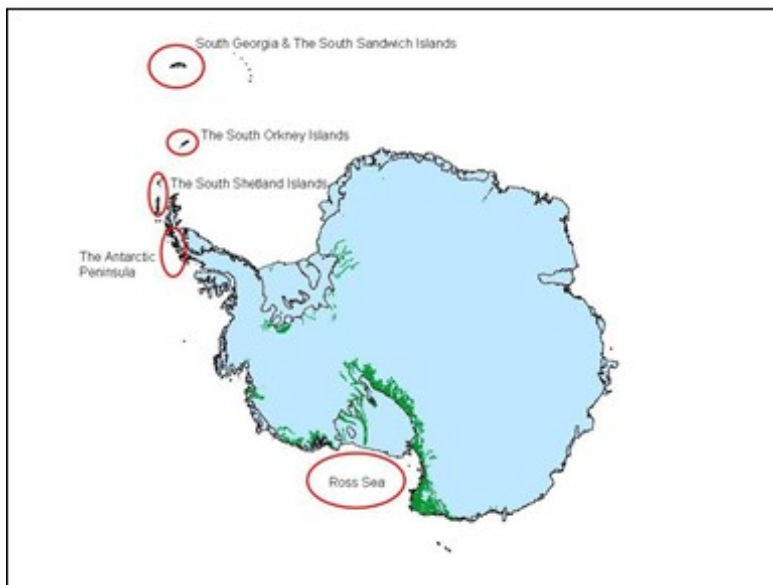 South Georgia & The South Sandwich Islands
The South Orkney Islands
The South Shetland Islands
The Antarctic
Peninsula
Ross Sea